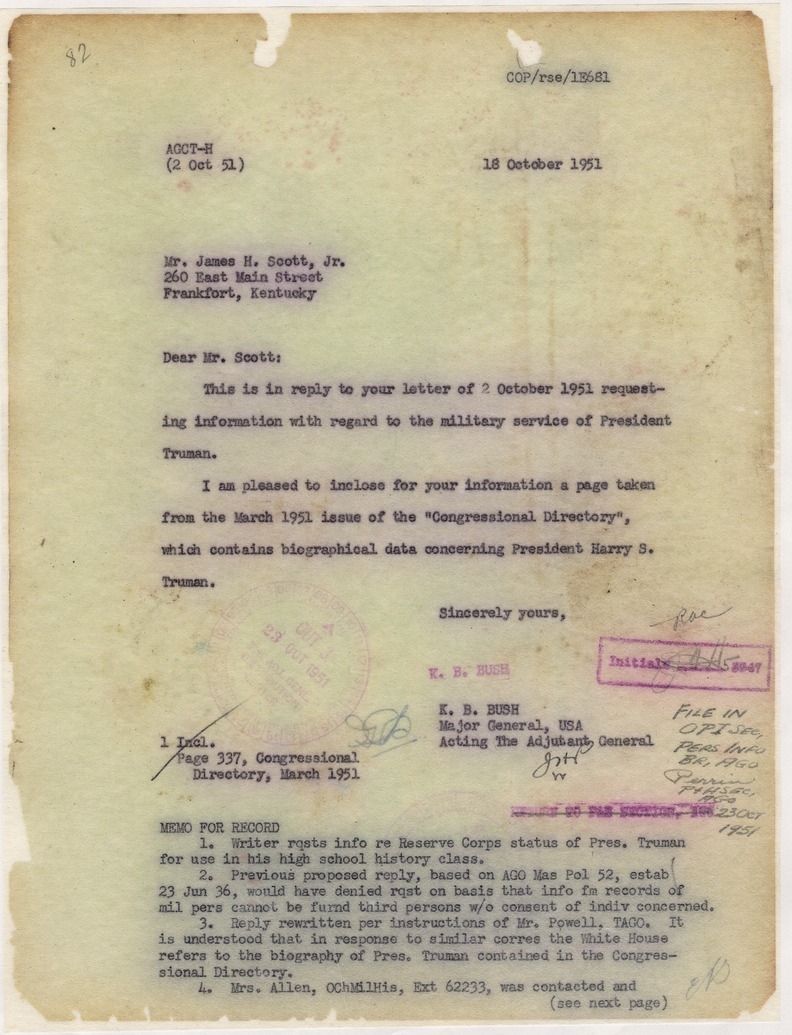 82
COP/rse/1E681
AGCT-H
(2 Oct 51)
18 October 1951
Mr. James H. Scott, Jr.
260 East Main Street
Frankfort, Kentucky
Dear Mr. Scott:
This is in reply to your letter of 2 October 1951 request-
ing information with regard to the military service of President
Truman.
I am pleased to inclose for your information a page taken
from the March 1951 issue of the "Congressional Directory",
which contains biographical data concerning President Harry S.
Truman.
Sincerely yours,
OUT
23 OCT 1951
Initial
K. B. BUSH
K. B. BUSH
Major General, USA
Acting The Adjutant General
1 Incl.
Page 337, Congressional
Directory, March 1951
FILE IN
OPI SEC,
PERS INFO
BR, AGO
Perrin
P+H SEC,
AGO
23 OCT
1951
MEMO FOR RECORD
1. Writer rqsts info re Reserve Corps status of Pres. Truman
for use in his high school history class.
2. Previous proposed reply, based on AGO Mas Pol 52, estab
23 Jun 36, would have denied rqst on basis that info fm records of
mil pers cannot be furnd third persons w/o consent of indiv concerned.
3. Reply rewritten per instructions of Mr. Powell. TAGO. It
is understood that in response to similar corres the White House
refers to the biography of Pres. Truman contained in the Congres-
sional Directory.
4. Mrs. Allen, OChMilHis, Ext 62233, was contacted and
(see next page)